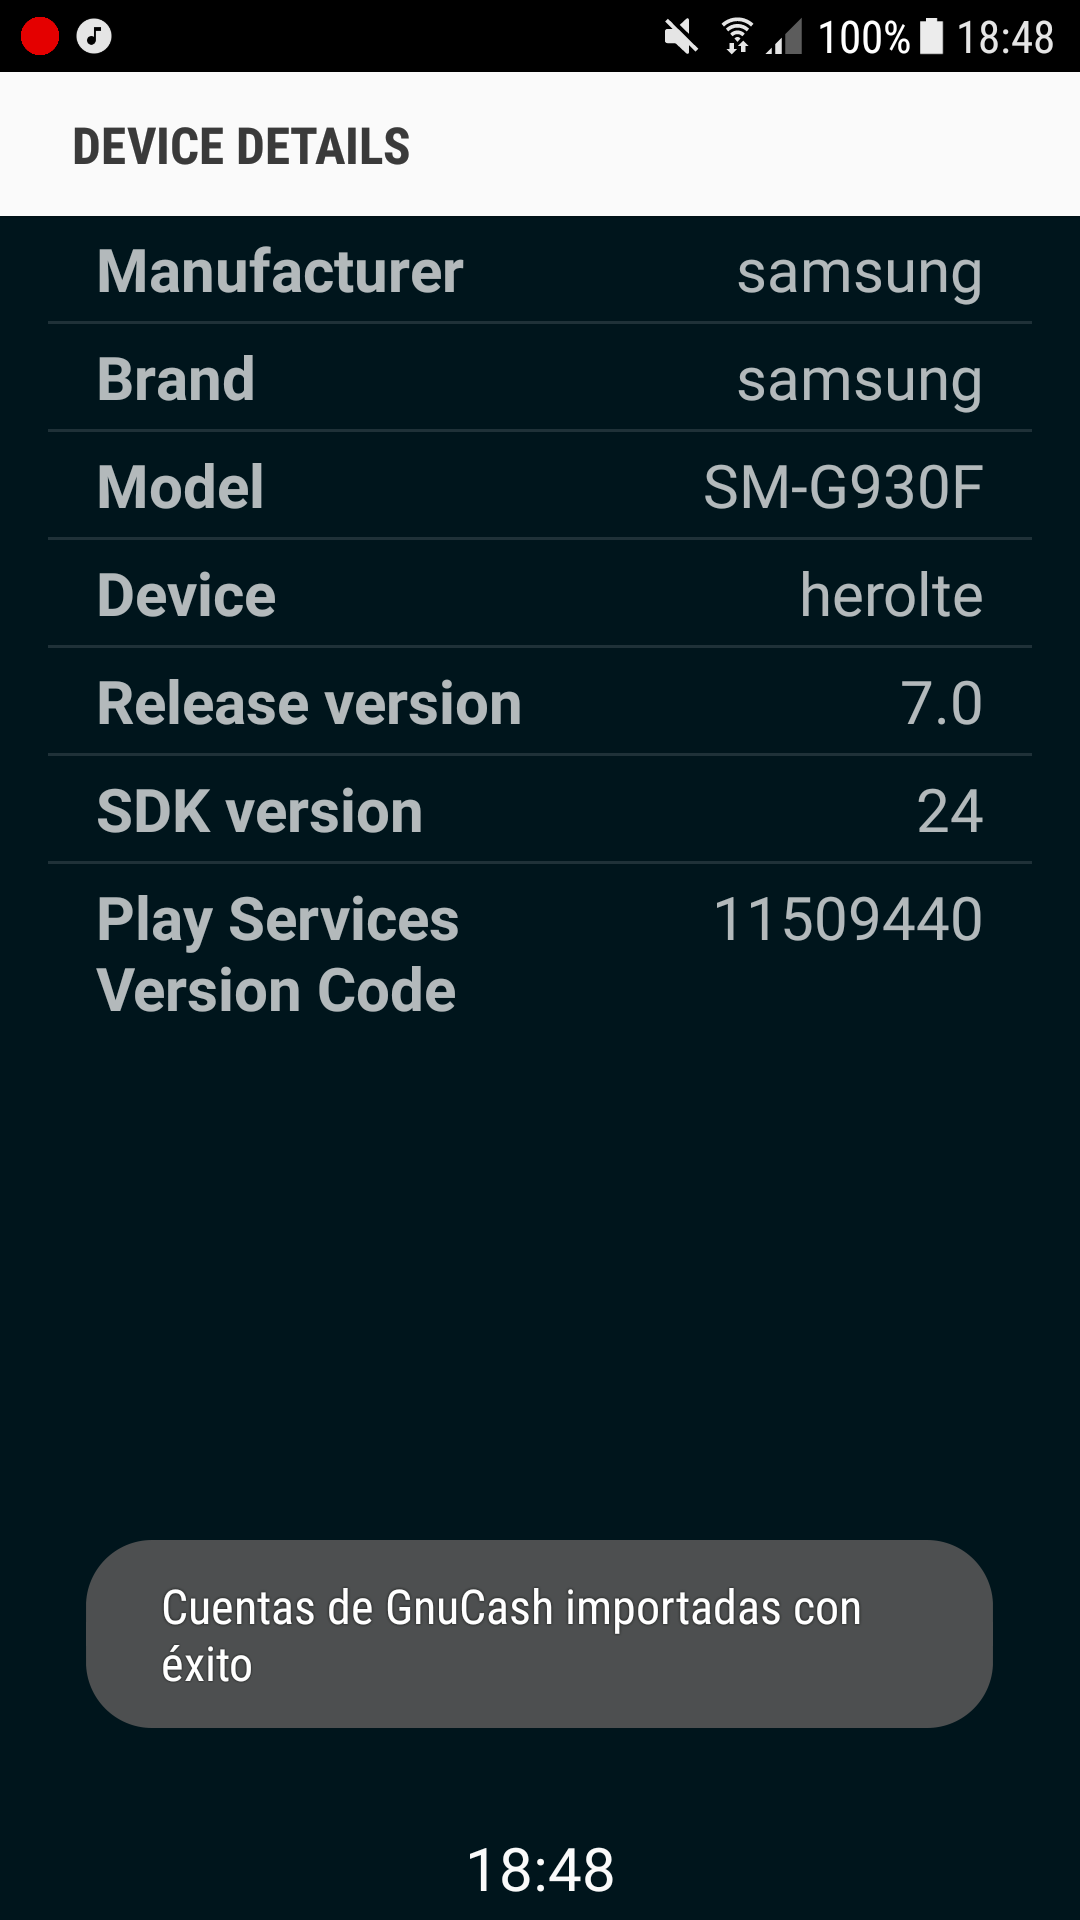 100% 18:48
DEVICE DETAILS
Manufacturer samsung
Brand samsung
Model SM-G930F
Device herolte
Release version 7.0
SDK version 24
Play Services 11509440
Version Code
Cuentas de GnuCash importadas con
éxito
18:48